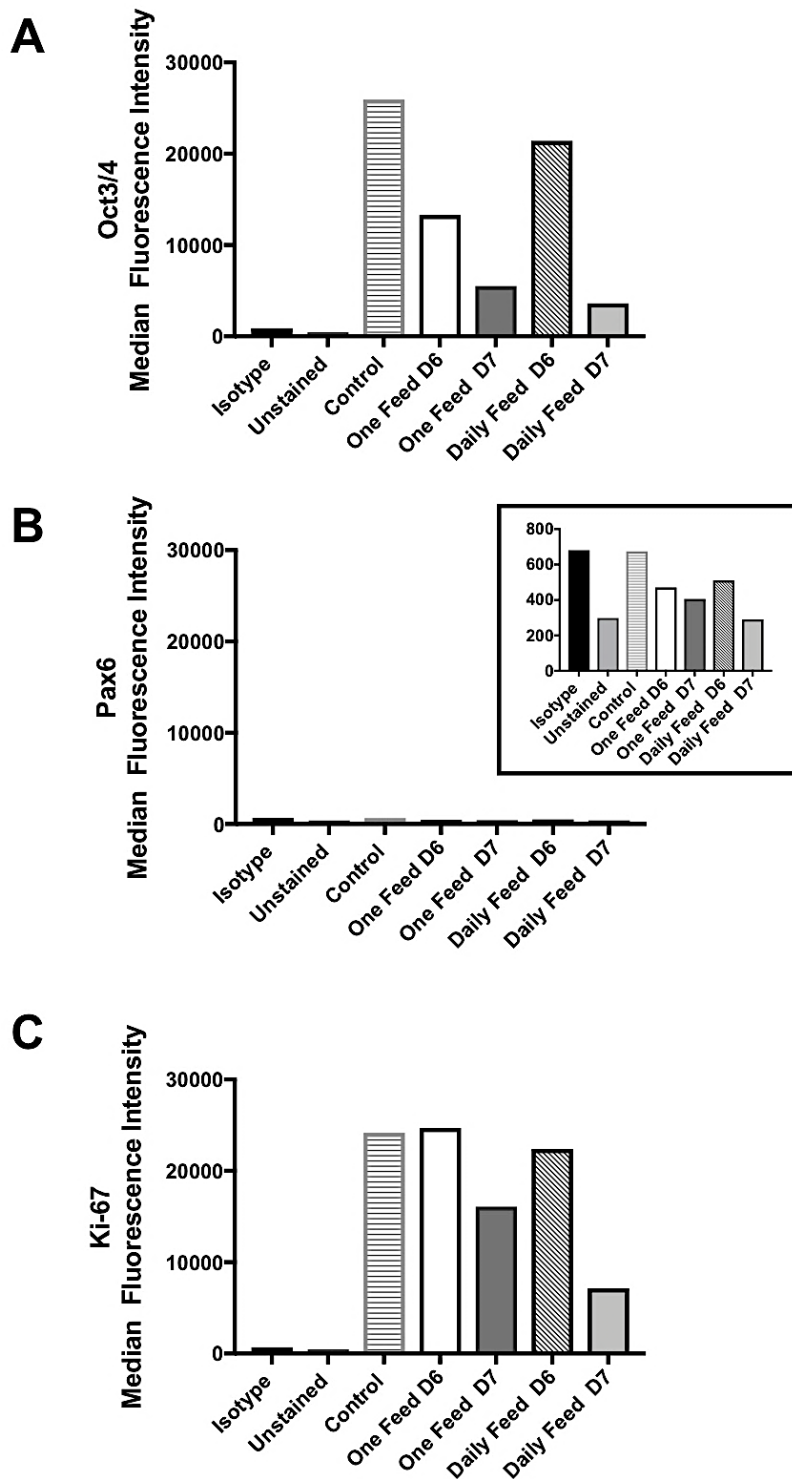 A
Oct3/4
Median Fluorescence Intensity
30000
20000
10000
0
Isotype
Unstained
Control
One Feed D6
One Feed D7
Daily Feed D6
Daily Feed D7
B
Pax6
Median Fluorescence Intensity
30000
20000
10000
0
Isotype
Unstained
Control
One Feed D6
One Feed D7
Daily Feed D6
Daily Feed D7
800
600
400
200
0
Isotype
Unstained
Control
One Feed D6
One Feed D7
Daily Feed D6
Daily Feed D7
C
Ki-67
Median Fluorescence Intensity
30000
20000
10000
0
Isotype
Unstained
Control
One Feed D6
One Feed D7
Daily Feed D6
Daily Feed D7